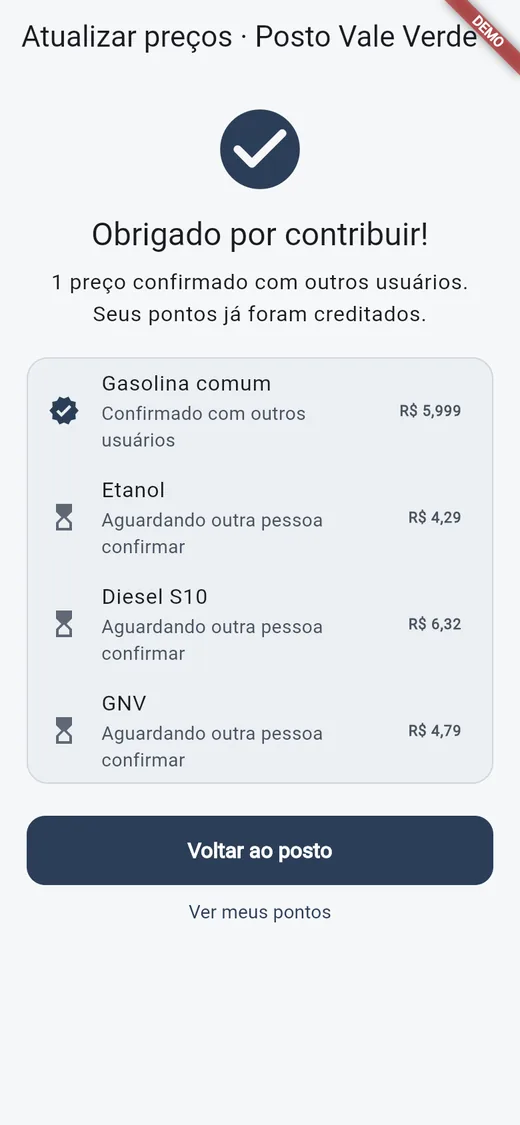 Atualizar preços · Posto Vale Verde
DEMO
Obrigado por contribuir!
1 preço confirmado com outros usuários.
Seus pontos já foram creditados.
Gasolina comum
Confirmado com outros
usuários
R$ 5,999
Etanol
Aguardando outra pessoa
confirmar
R$ 4,29
Diesel S10
Aguardando outra pessoa
confirmar
R$ 6,32
GNV
Aguardando outra pessoa
confirmar
R$ 4,79
Voltar ao posto
Ver meus pontos